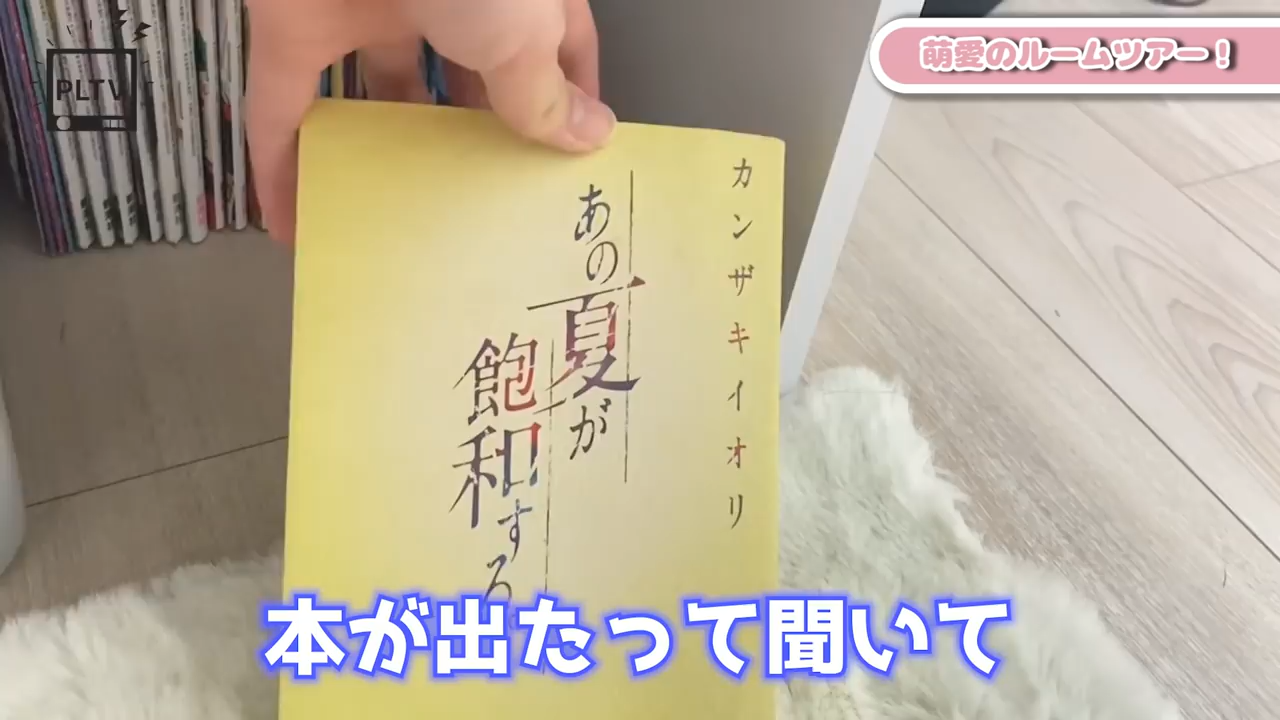 PLTV
萌愛のルームツアー!
カンザキイオリ
あの夏が
飽和する
本が出たって聞いて